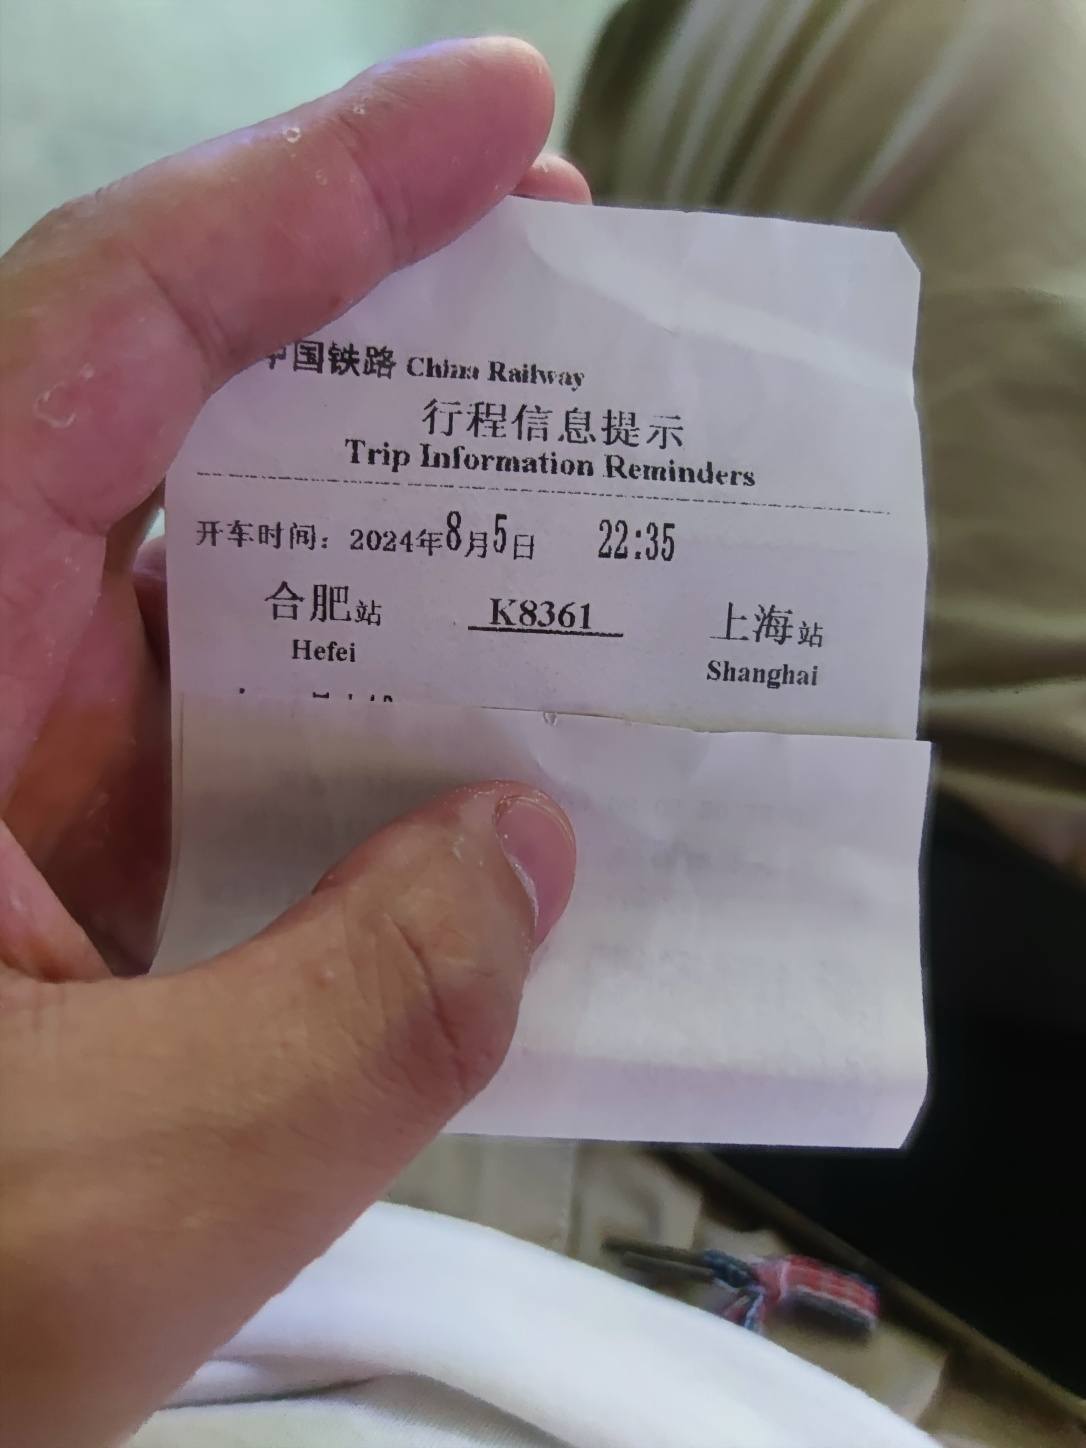 中国铁路 China Railway
行程信息提示
Trip Information Reminders
开车时间：2024年8月5日 22:35
合肥站 K8361 上海站
Hefei Shanghai